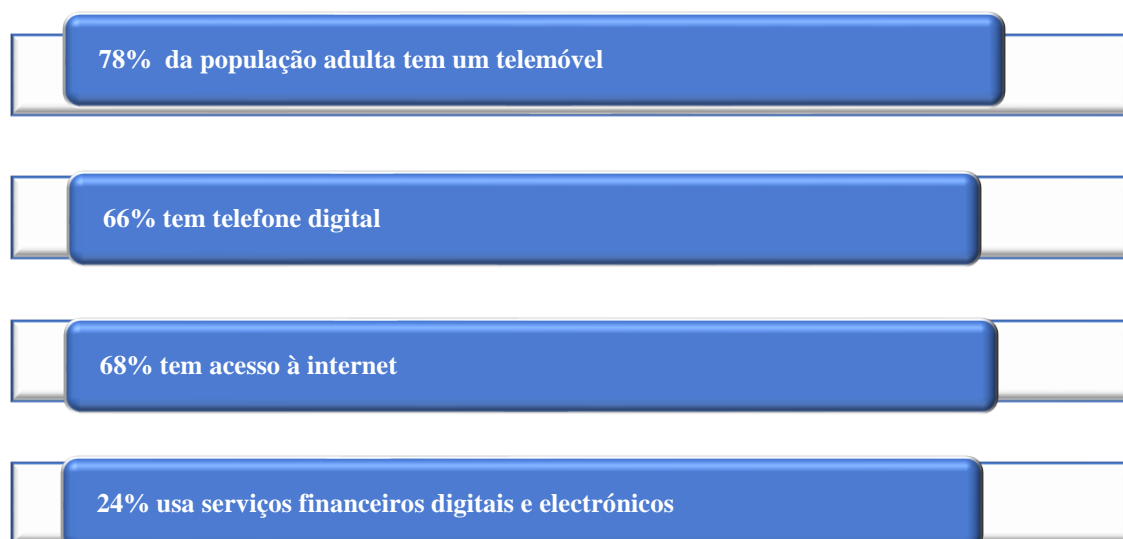 78% da população adulta tem um telemóvel
66% tem telefone digital
68% tem acesso à internet
24% usa serviços financeiros digitais e electrónicos